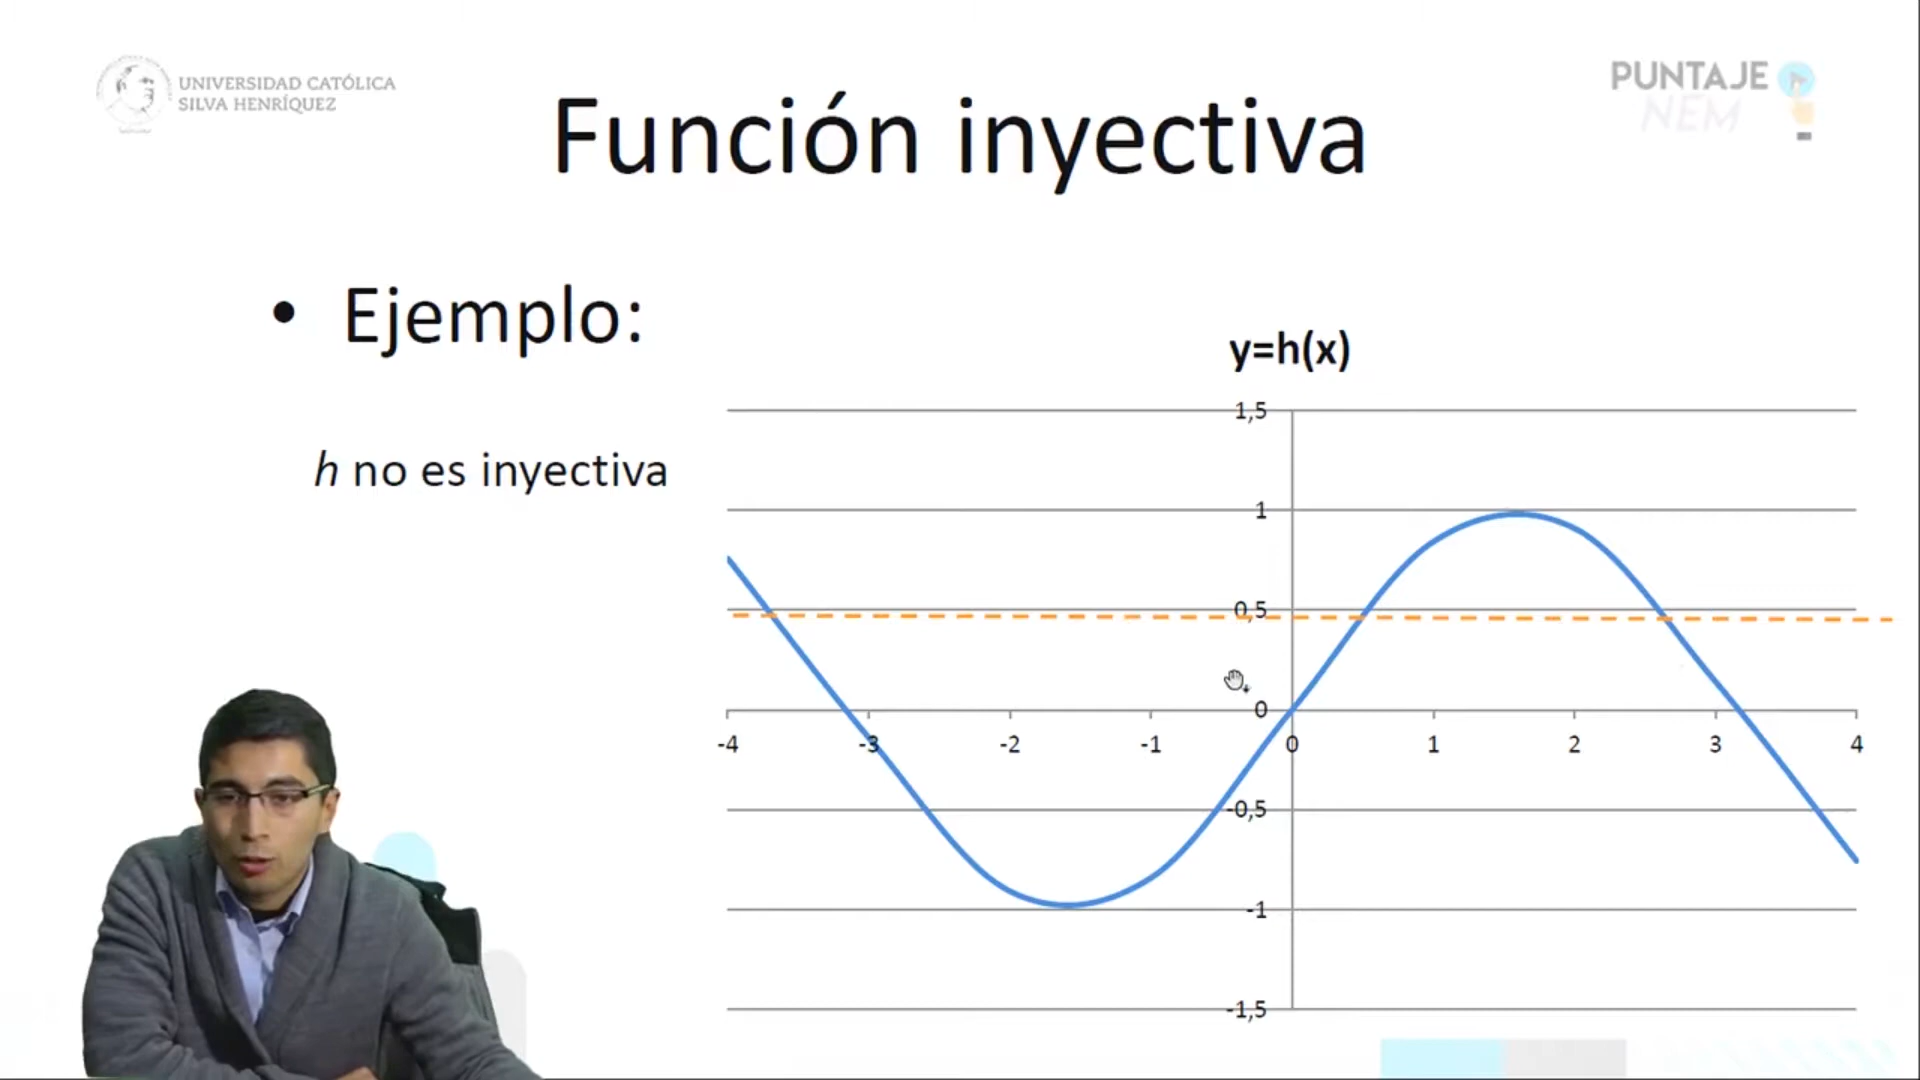 UNIVERSIDAD CATÓLICA
SILVA HENRÍQUEZ
PUNTAJE
NEM
Función inyectiva
• Ejemplo:
h no es inyectiva
y=h(x)
1,5
1
0,5
0
-4 -3 -2 -1 0 1 2 3 4
-0,5
-1
-1,5